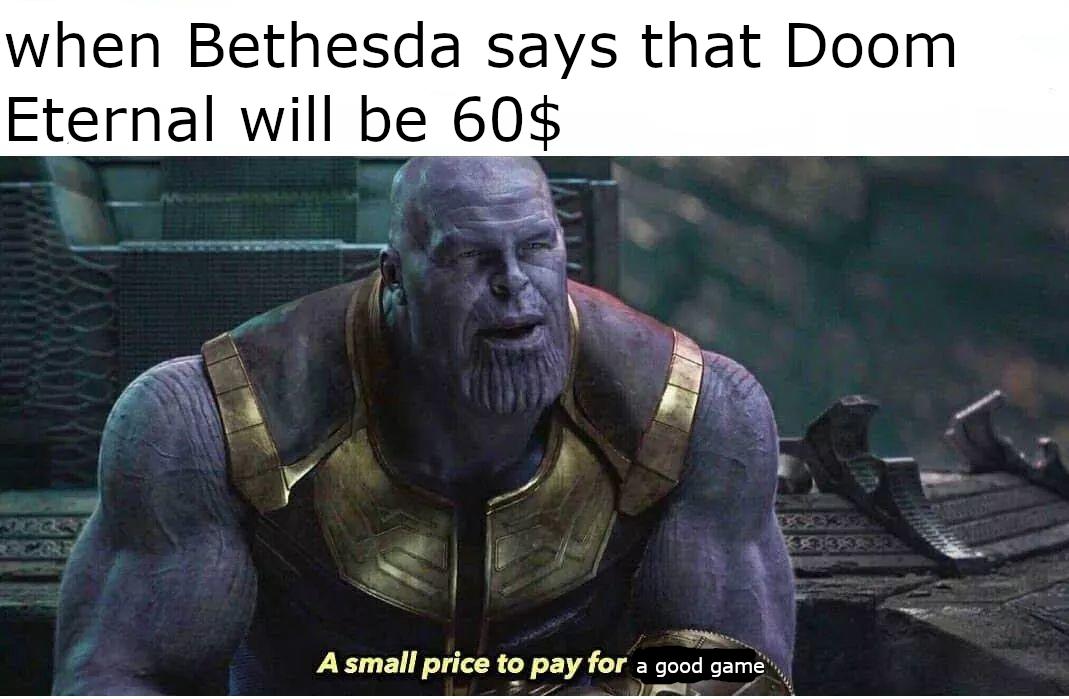 when Bethesda says that Doom
Eternal will be 60$
A small price to pay for a good game